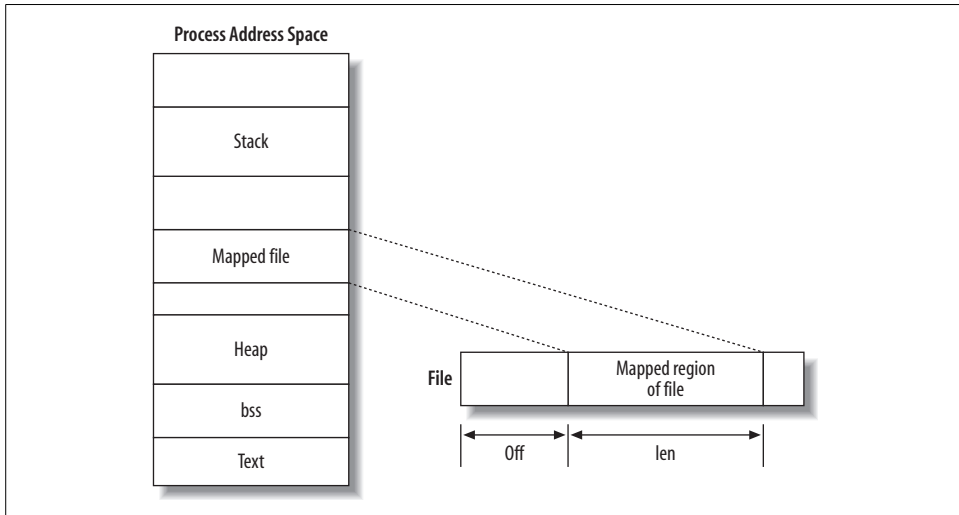 Process Address Space
Stack
Mapped file
Heap
bss
Text
File
Mapped region
of file
Off
len